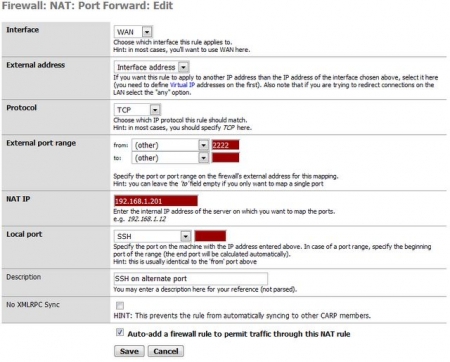 Firewall: NAT: Port Forward: Edit
Interface
WAN
Choose which interface this rule applies to.
Hint: in most cases, you'll want to use WAN here.
External address
Interface address
If you want this rule to apply to another IP address than the IP address of the interface chosen above, select it here
(you need to define Virtual IP addresses on the first). Also note that if you are trying to redirect connections on the
LAN select the "any" option.
Protocol
TCP
Choose which IP protocol this rule should match.
Hint: in most cases, you should specify TCP here.
External port range
from: (other) 2222
to: (other)
Specify the port or port range on the firewall's external address for this mapping.
Hint: you can leave the 'to' field empty if you only want to map a single port
NAT IP
192.168.1.201
Enter the internal IP address of the server on which you want to map the ports.
e.g. 192.168.1.12
Local port
SSH
Specify the port on the machine with the IP address entered above. In case of a port range, specify the beginning
port of the range (the end port will be calculated automatically).
Hint: this is usually identical to the 'from' port above
Description
SSH on alternate port
You may enter a description here for your reference (not parsed).
No XMLRPC Sync
HINT: This prevents the rule from automatically syncing to other CARP members.
Auto-add a firewall rule to permit traffic through this NAT rule
Save Cancel